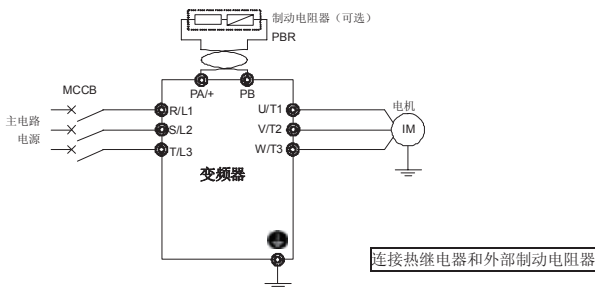 制动电阻器（可选）
PBR
PA/+ PB
MCCB
主电路
电源
R/L1
S/L2
T/L3
U/T1
V/T2
W/T3
电机
IM
变频器
连接热继电器和外部制动电阻器